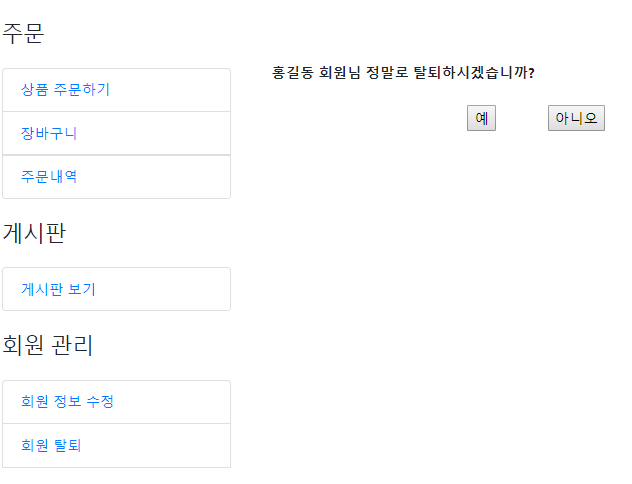 주문
상품 주문하기
장바구니
주문내역
게시판
게시판 보기
회원 관리
회원 정보 수정
회원 탈퇴
홍길동 회원님 정말로 탈퇴하시겠습니까?
예
아니오